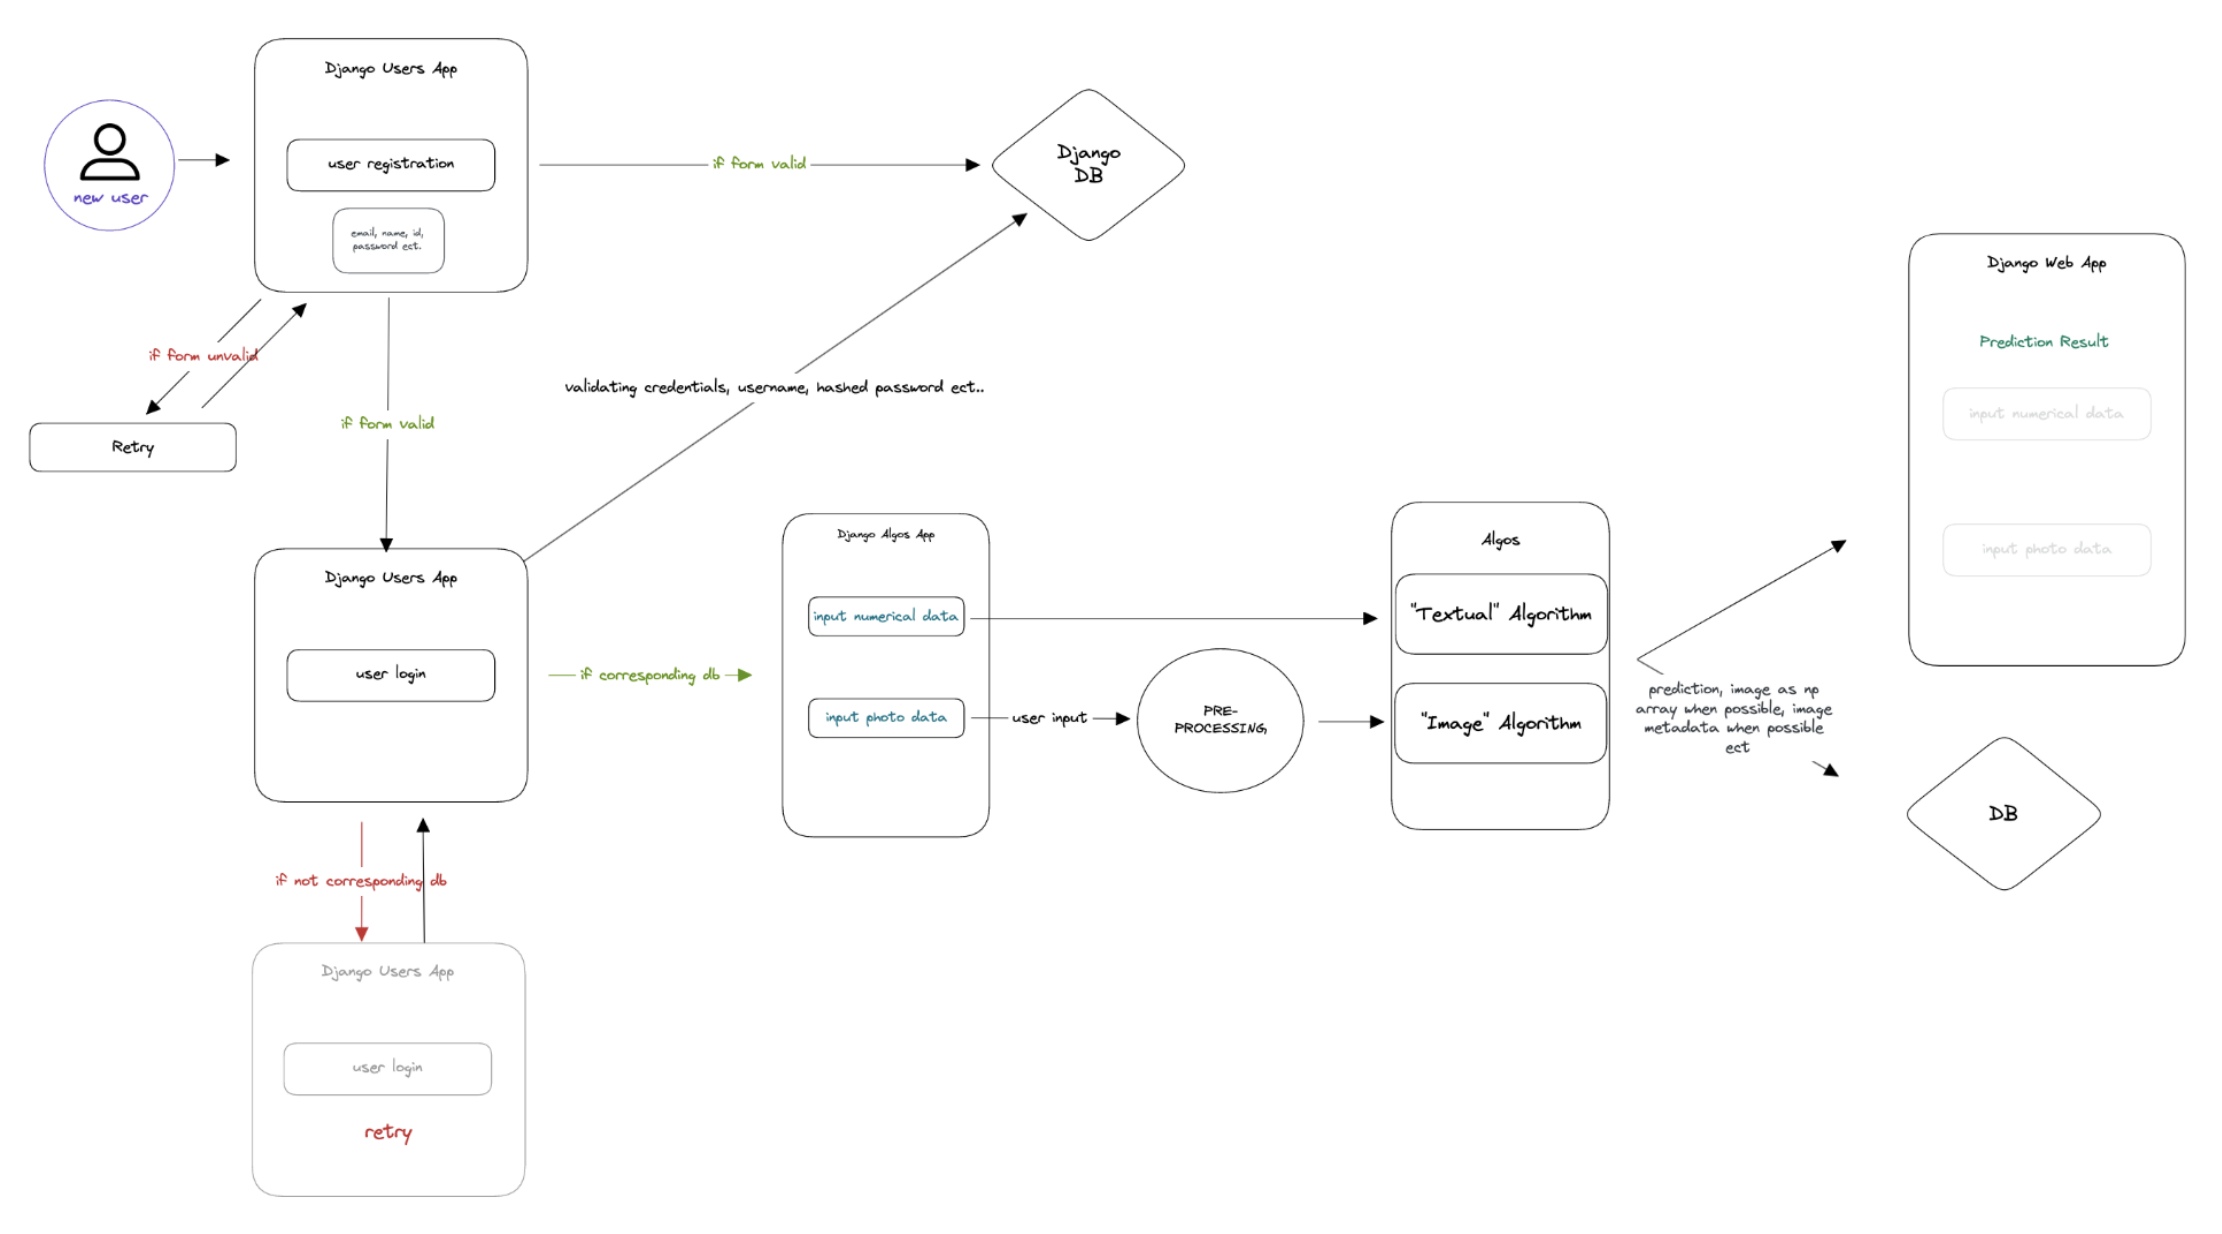 Django Users App
new user
user registration
email, name, id,
password ect.
if form valid
Django
DB
if form unvalid
Retry
if form valid
validating credentials, username, hashed password ect..
Django Users App
user login
if corresponding db
if not corresponding db
Django Users App
user login
retry
Django Algos App
input numerical data
input photo data
user input
PRE-
PROCESSING,
Algos
"Textual" Algorithm
"Image" Algorithm
prediction, image as np
array when possible, image
metadata when possible
ect
Django Web App
Prediction Result
input numerical data
input photo data
DB